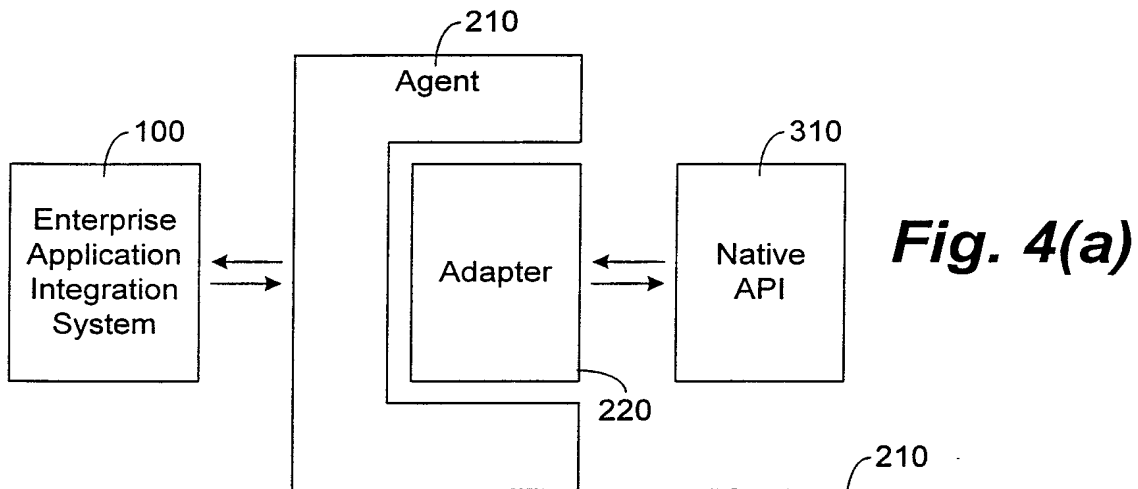 210
Agent
100
310
Enterprise
Application
Integration
System
Adapter
Native
API
Fig. 4(a)
220
210